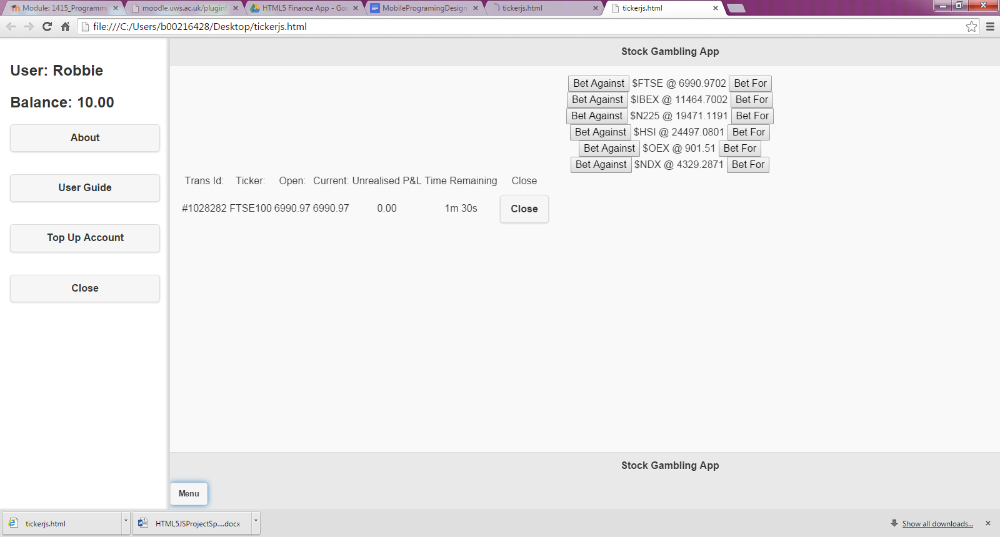 Module: 1415_Programmi
moodle.uws.ac.uk/pluginf
HTML5 Finance App - Goo
MobileProgramingDesign
tickerjs.html
tickerjs.html
file:///C:/Users/b00216428/Desktop/tickerjs.html
User: Robbie
Balance: 10.00
About
User Guide
Top Up Account
Close
Stock Gambling App
Bet Against $FTSE @ 6990.9702 Bet For
Bet Against $IBEX @ 11464.7002 Bet For
Bet Against $N225 @ 19471.1191 Bet For
Bet Against $HSI @ 24497.0801 Bet For
Bet Against $OEX @ 901.51 Bet For
Bet Against $NDX @ 4329.2871 Bet For
Trans Id: Ticker: Open: Current: Unrealised P&L Time Remaining Close
#1028282 FTSE100 6990.97 6990.97 0.00 1m 30s Close
Stock Gambling App
Menu
tickerjs.html
HTML5JSProjectSp....docx
Show all downloads...